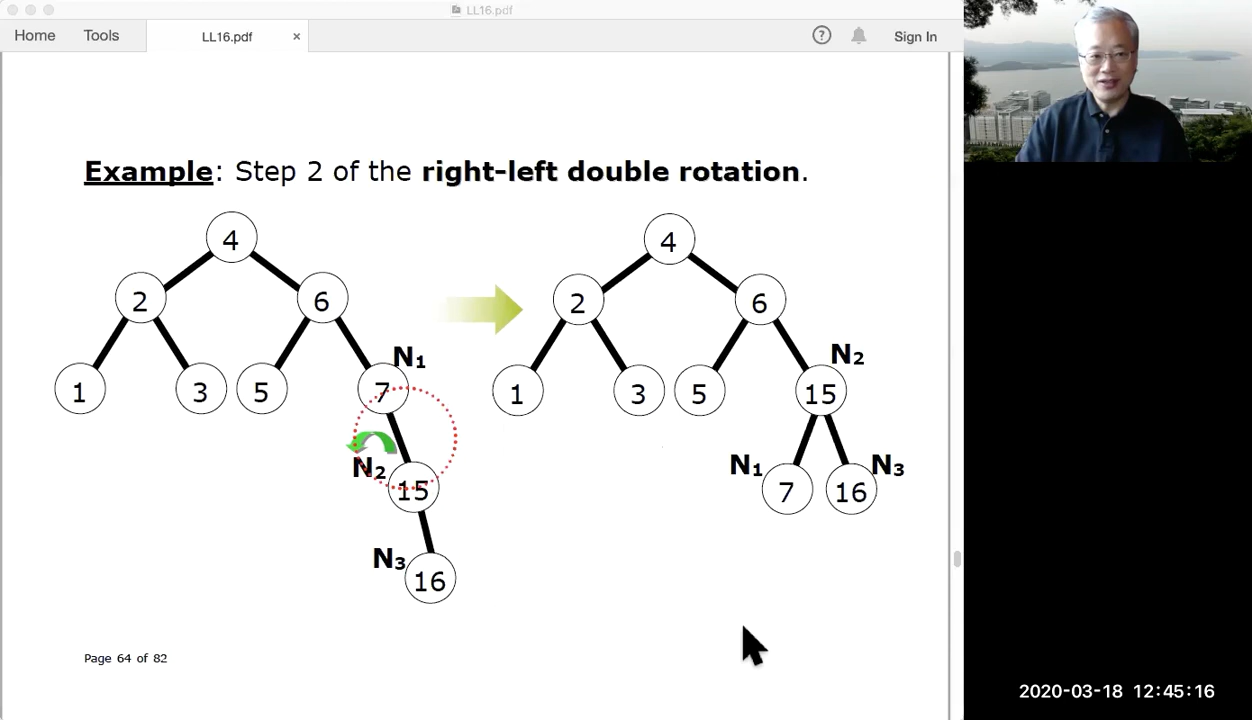 LL16.pdf
Home Tools LL16.pdf × ? Sign In
Example: Step 2 of the right-left double rotation.
4 4
2 6 2 6
N₁ N₂
1 3 5 7 1 3 5 15
N₂ N₁ N₃
15 7 16
N₃
16
Page 64 of 82
2020-03-18 12:45:16